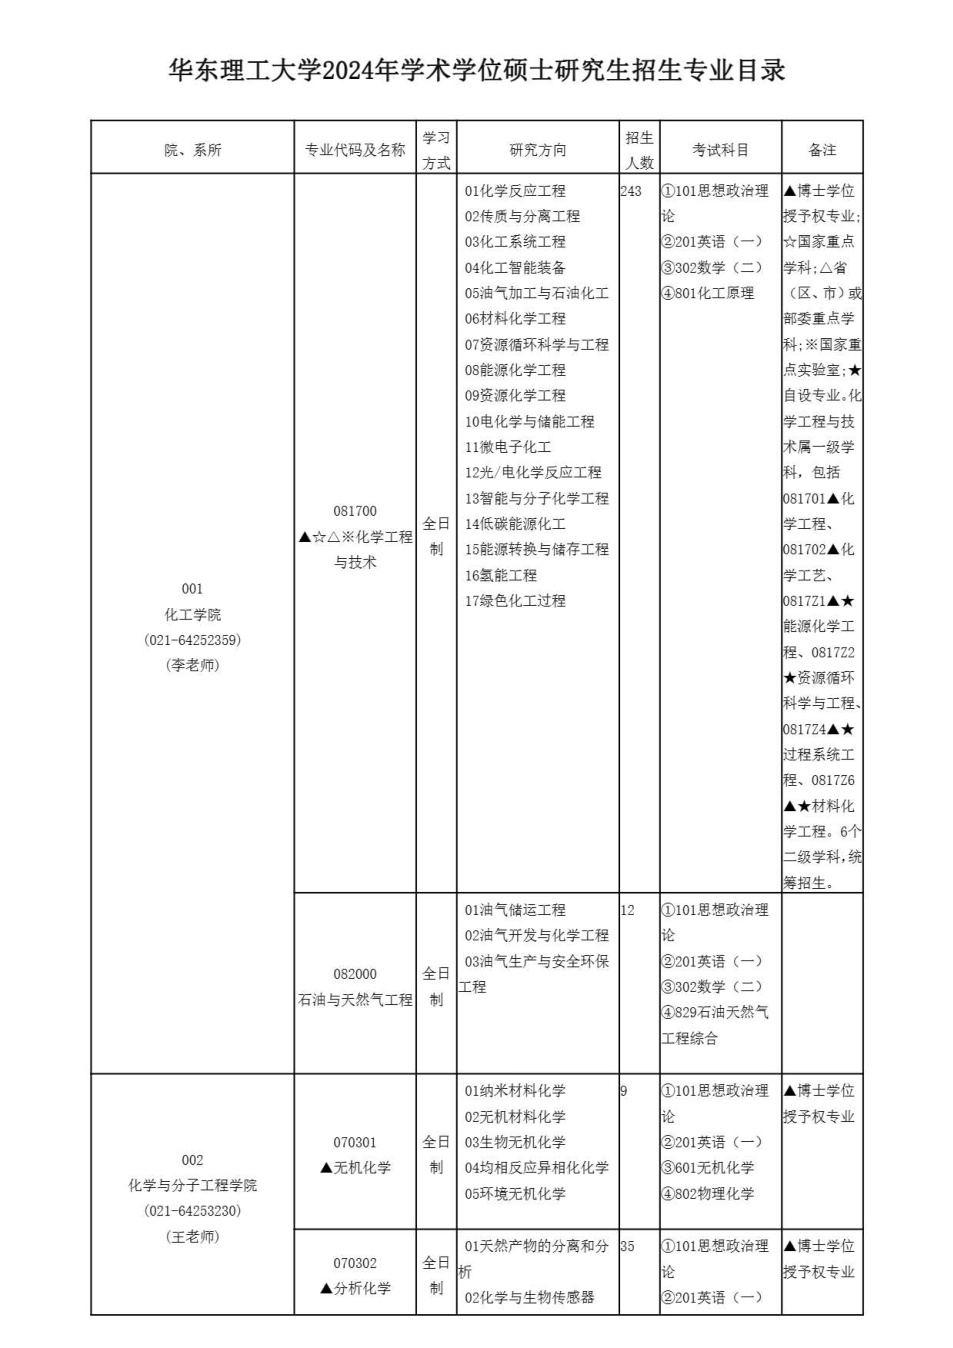 华东理工大学2024年学术学位硕士研究生招生专业目录
院、系所
专业代码及名称
学习
方式
研究方向
招生
人数
考试科目
备注
001
化工学院
(021-64252359)
(李老师)
081700
▲☆△※化学工程
与技术
全日
制
01化学反应工程
02传质与分离工程
03化工系统工程
04化工智能装备
05油气加工与石油化工
06材料化学工程
07资源循环科学与工程
08能源化学工程
09资源化学工程
10电化学与储能工程
11微电子化工
12光/电化学反应工程
13智能与分子化学工程
14低碳能源化工
15能源转换与储存工程
16氢能工程
17绿色化工过程
243
①101思想政治理
论
②201英语（一）
③302数学（二）
④801化工原理
▲博士学位
授予权专业;
☆国家重点
学科;△省
（区、市）或
部委重点学
科;※国家重
点实验室;★
自设专业。化
学工程与技
术属一级学
科，包括
081701▲化
学工程、
081702▲化
学工艺、
0817Z1▲★
能源化学工
程、0817Z2
★资源循环
科学与工程、
0817Z4▲★
过程系统工
程、0817Z6
▲★材料化
学工程。6个
二级学科,统
筹招生。
082000
石油与天然气工程
全日
制
01油气储运工程
02油气开发与化学工程
03油气生产与安全环保
工程
12
①101思想政治理
论
②201英语（一）
③302数学（二）
④829石油天然气
工程综合
002
化学与分子工程学院
(021-64253230)
(王老师)
070301
▲无机化学
全日
制
01纳米材料化学
02无机材料化学
03生物无机化学
04均相反应异相化化学
05环境无机化学
9
①101思想政治理
论
②201英语（一）
③601无机化学
④802物理化学
▲博士学位
授予权专业
070302
▲分析化学
全日
制
01天然产物的分离和分
析
02化学与生物传感器
35
①101思想政治理
论
②201英语（一）
▲博士学位
授予权专业